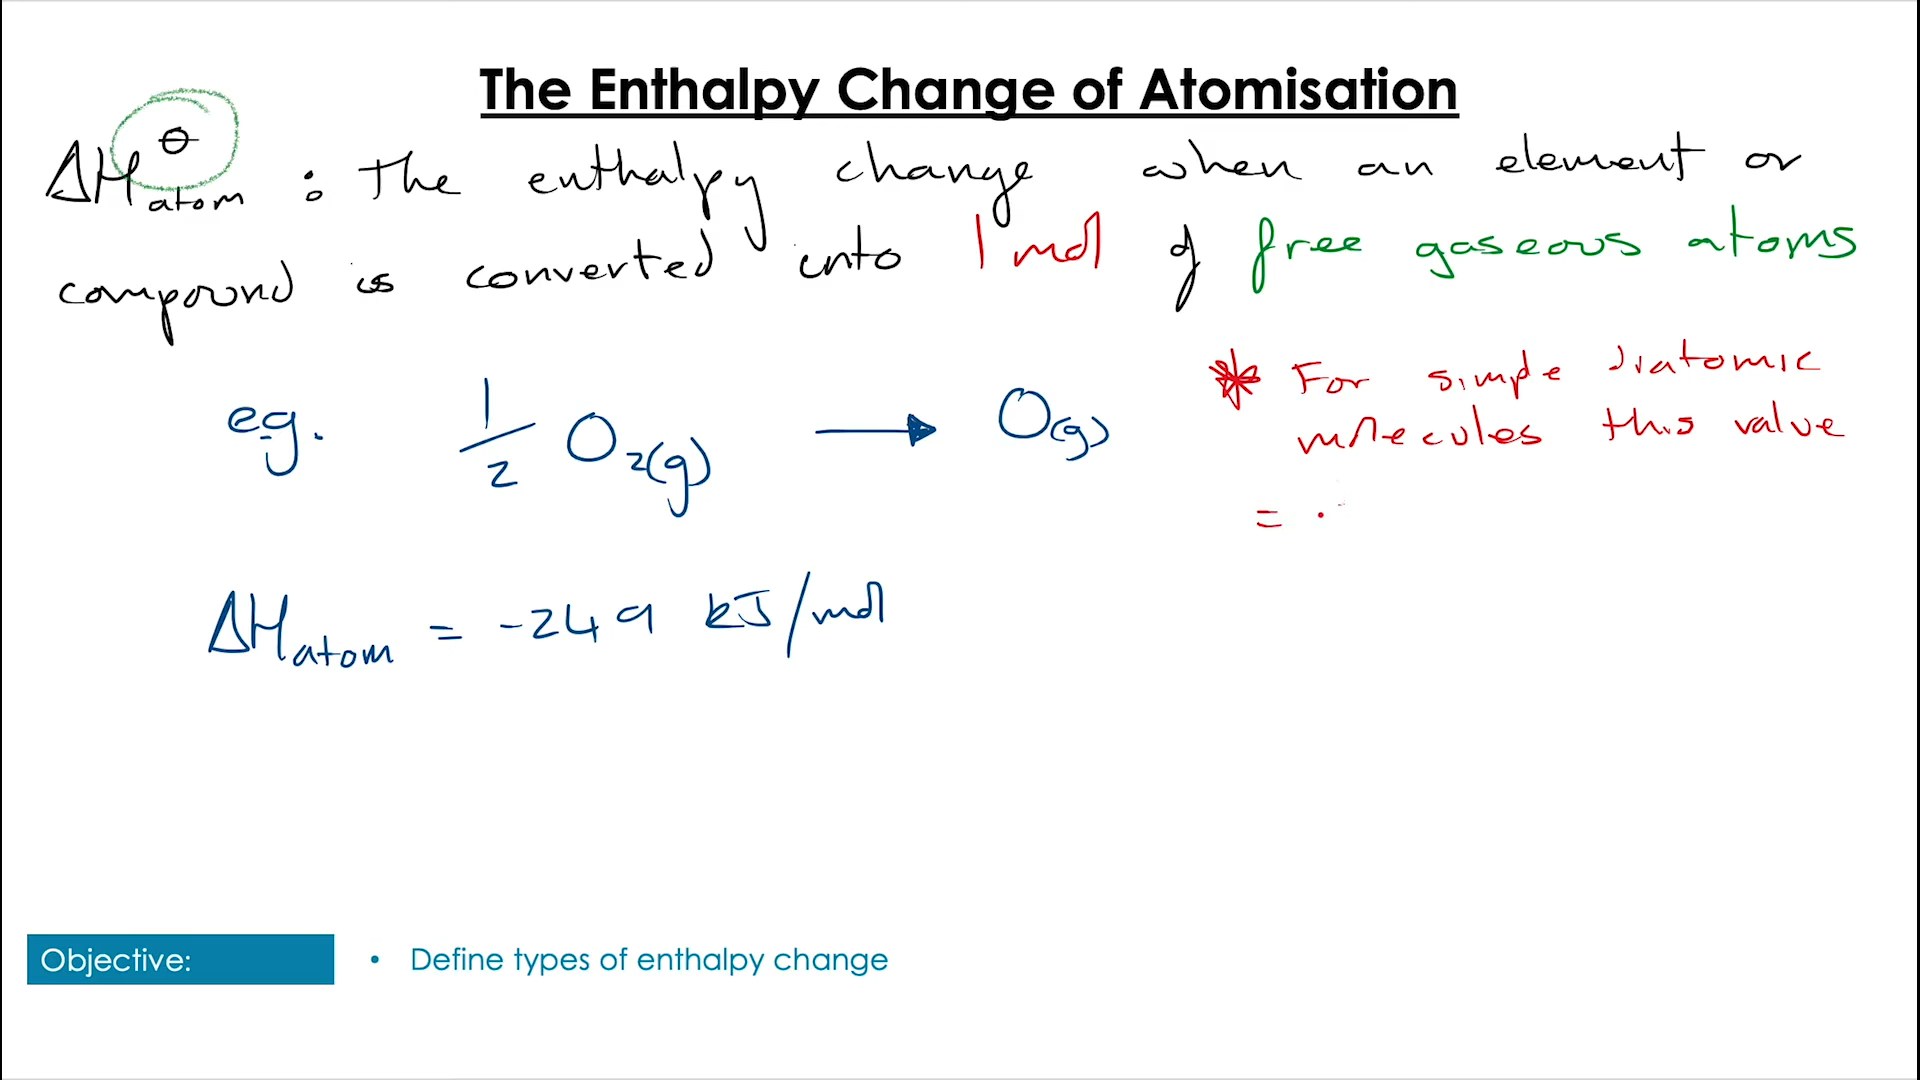 The Enthalpy Change of Atomisation
ΔH⦵atom : The enthalpy change when an element or
compound is converted into 1 mol of free gaseous atoms
* For simple diatomic
molecules this value
= .
e.g. 1/2 O2(g) → O(g)
ΔHatom = -249 kJ/mol
Objective:
• Define types of enthalpy change